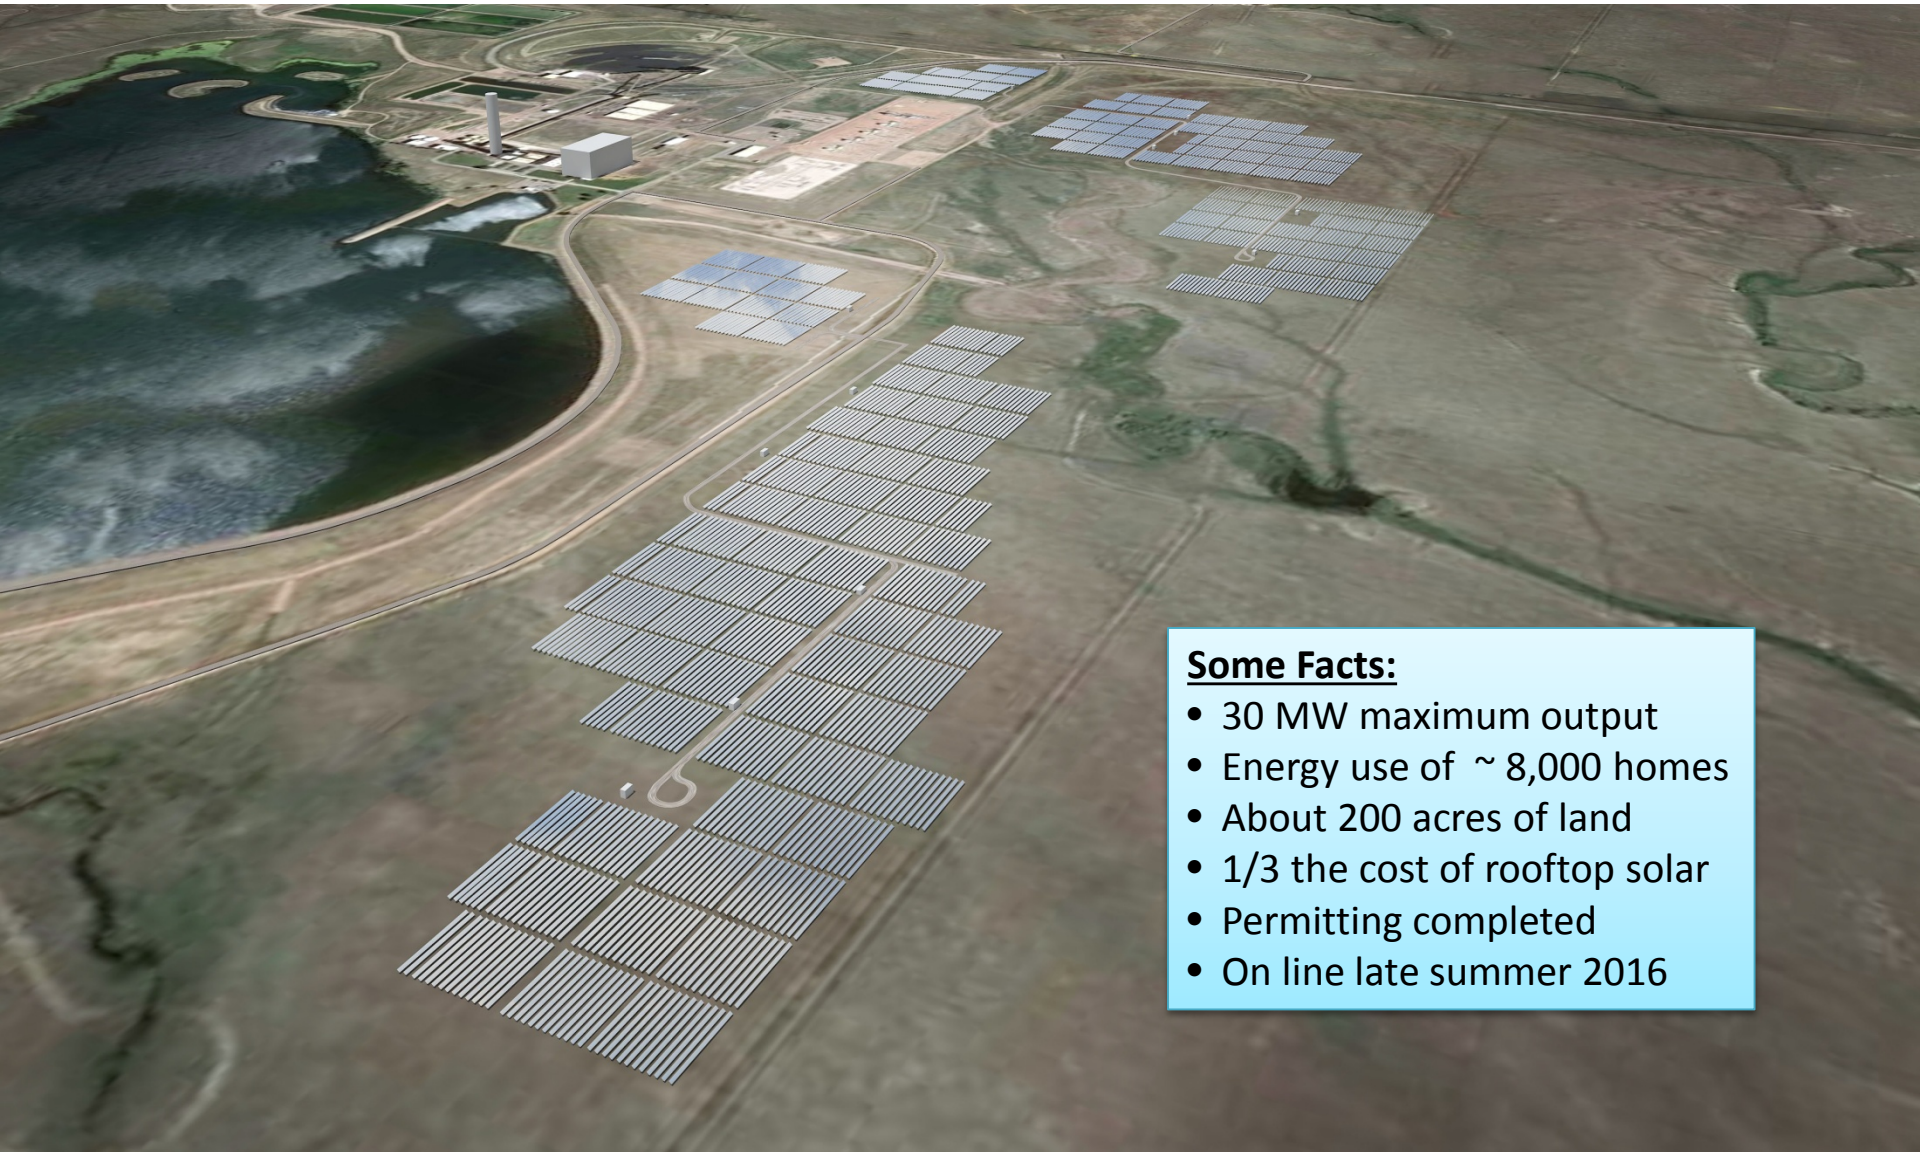 Some Facts:
• 30 MW maximum output
• Energy use of ~ 8,000 homes
• About 200 acres of land
• 1/3 the cost of rooftop solar
• Permitting completed
• On line late summer 2016